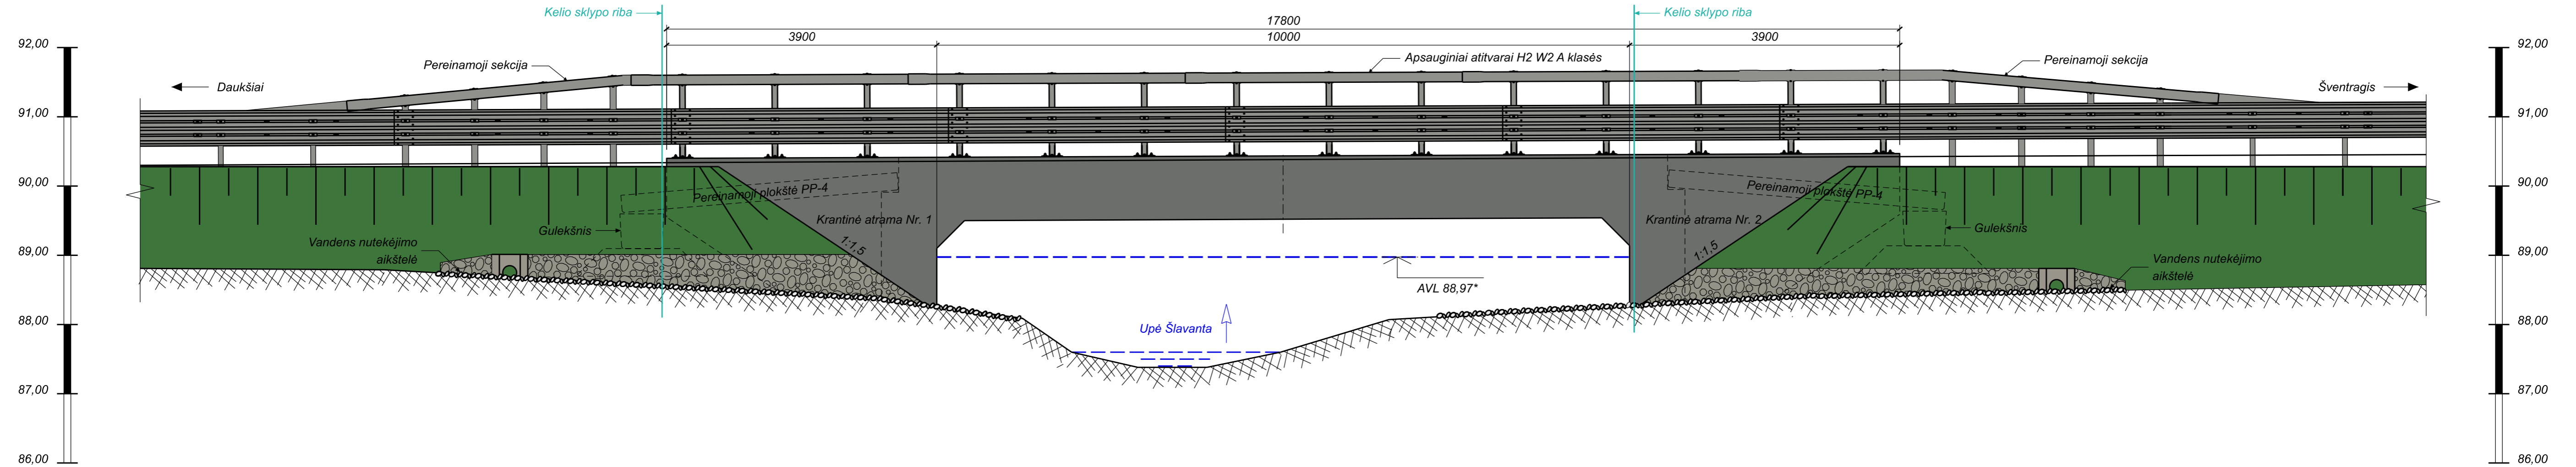 Kelio sklypo riba
Kelio sklypo riba
17800
3900
10000
3900
92,00
92,00
Pereinamoji sekcija
Apsauginiai atitvarai H2 W2 A klasės
Pereinamoji sekcija
Daukšiai
Šventragis
91,00
91,00
90,00
90,00
Pereinamoji plokštė PP-4
Pereinamoji plokštė PP-4
Krantinė atrama Nr. 1
Krantinė atrama Nr. 2
Gulekšnis
Gulekšnis
Vandens nutekėjimo
aikštelė
1:1,5
1:1,5
Vandens nutekėjimo
aikštelė
89,00
89,00
AVL 88,97*
88,00
88,00
Upė Šlavanta
87,00
87,00
86,00
86,00